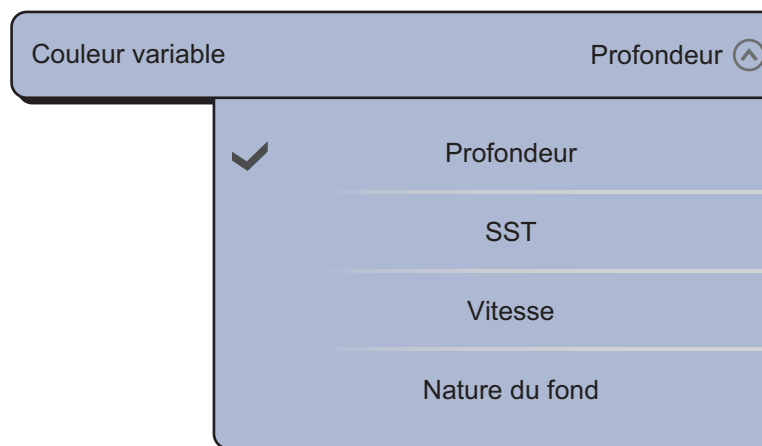 Couleur variable Profondeur
Profondeur
SST
Vitesse
Nature du fond